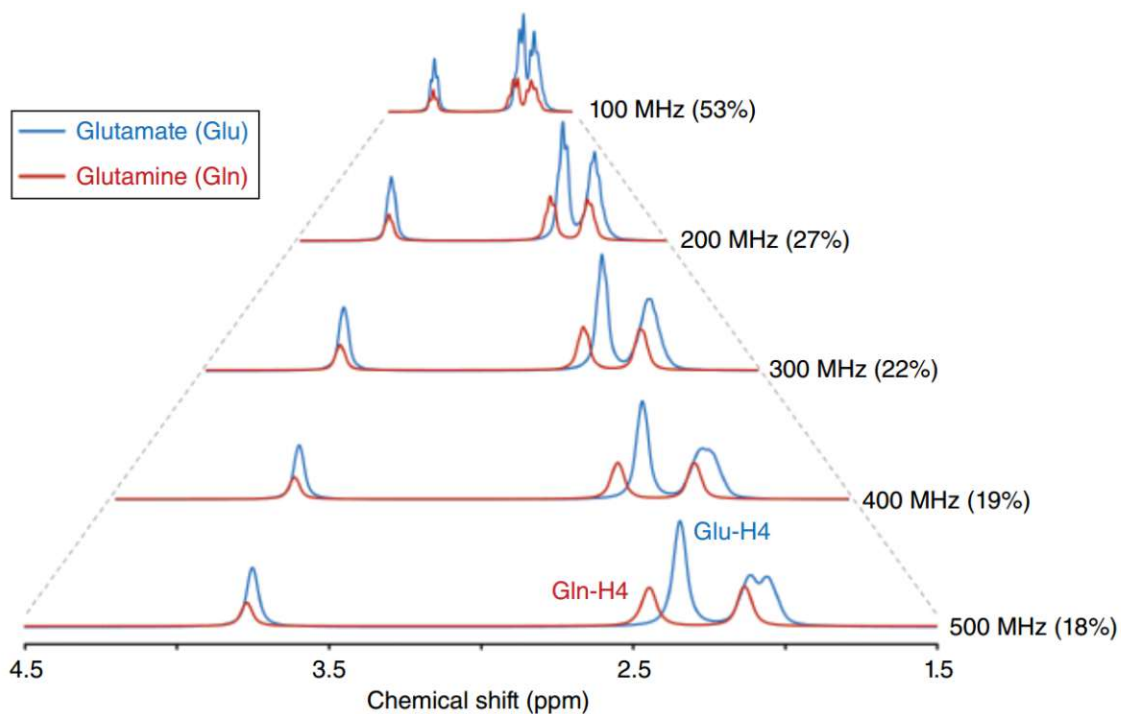 100 MHz (53%)
Glutamate (Glu)
Glutamine (Gln)
200 MHz (27%)
300 MHz (22%)
400 MHz (19%)
Glu-H4
Gln-H4
500 MHz (18%)
4.5 3.5 2.5 1.5
Chemical shift (ppm)